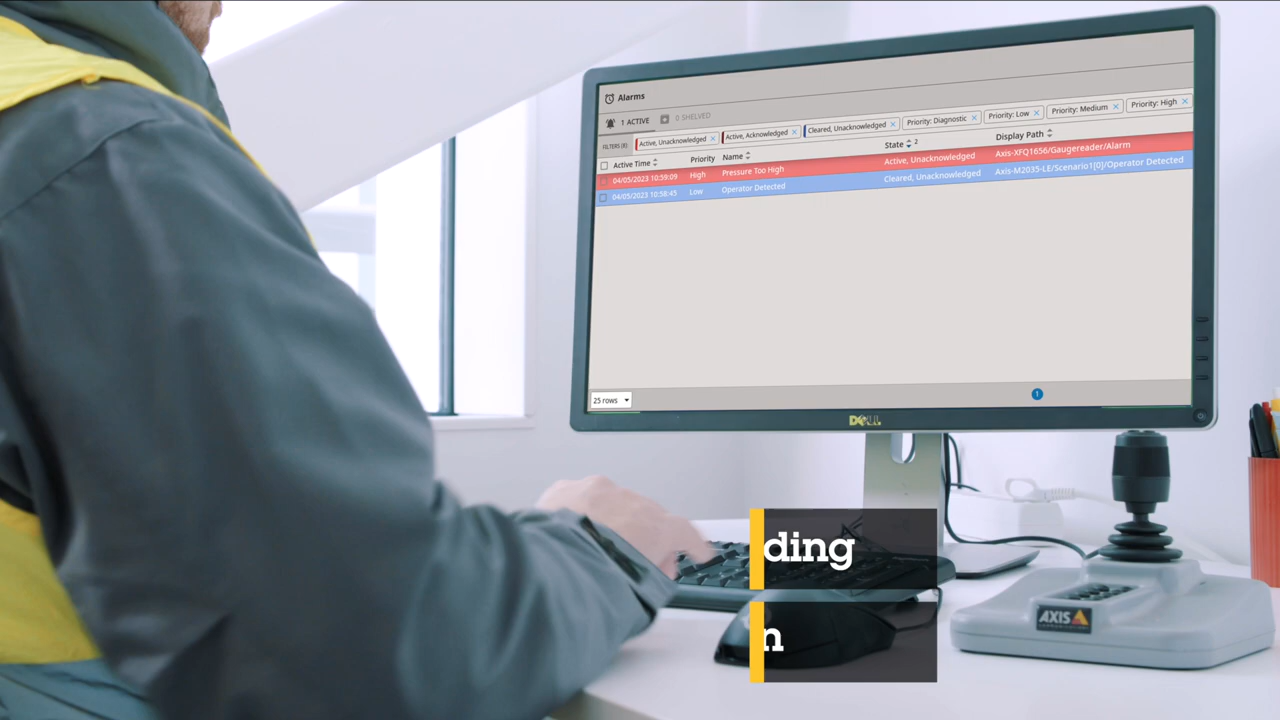 Alarms
1 ACTIVE
0 SHELVED
FILTERS (8)
Active, Unacknowledged ×
Active, Acknowledged ×
Cleared, Unacknowledged ×
Priority: Diagnostic ×
Priority: Low ×
Priority: Medium ×
Priority: High ×
Active Time Priority Name State 2 Display Path
04/05/2023 10:59:09 High Pressure Too High Active, Unacknowledged Axis-XFQ1656/Gaugereader/Alarm
04/05/2023 10:58:45 Low Operator Detected Cleared, Unacknowledged Axis-M2035-LE/Scenario1[0]/Operator Detected
25 rows
1
DELL
ding
n
AXIS